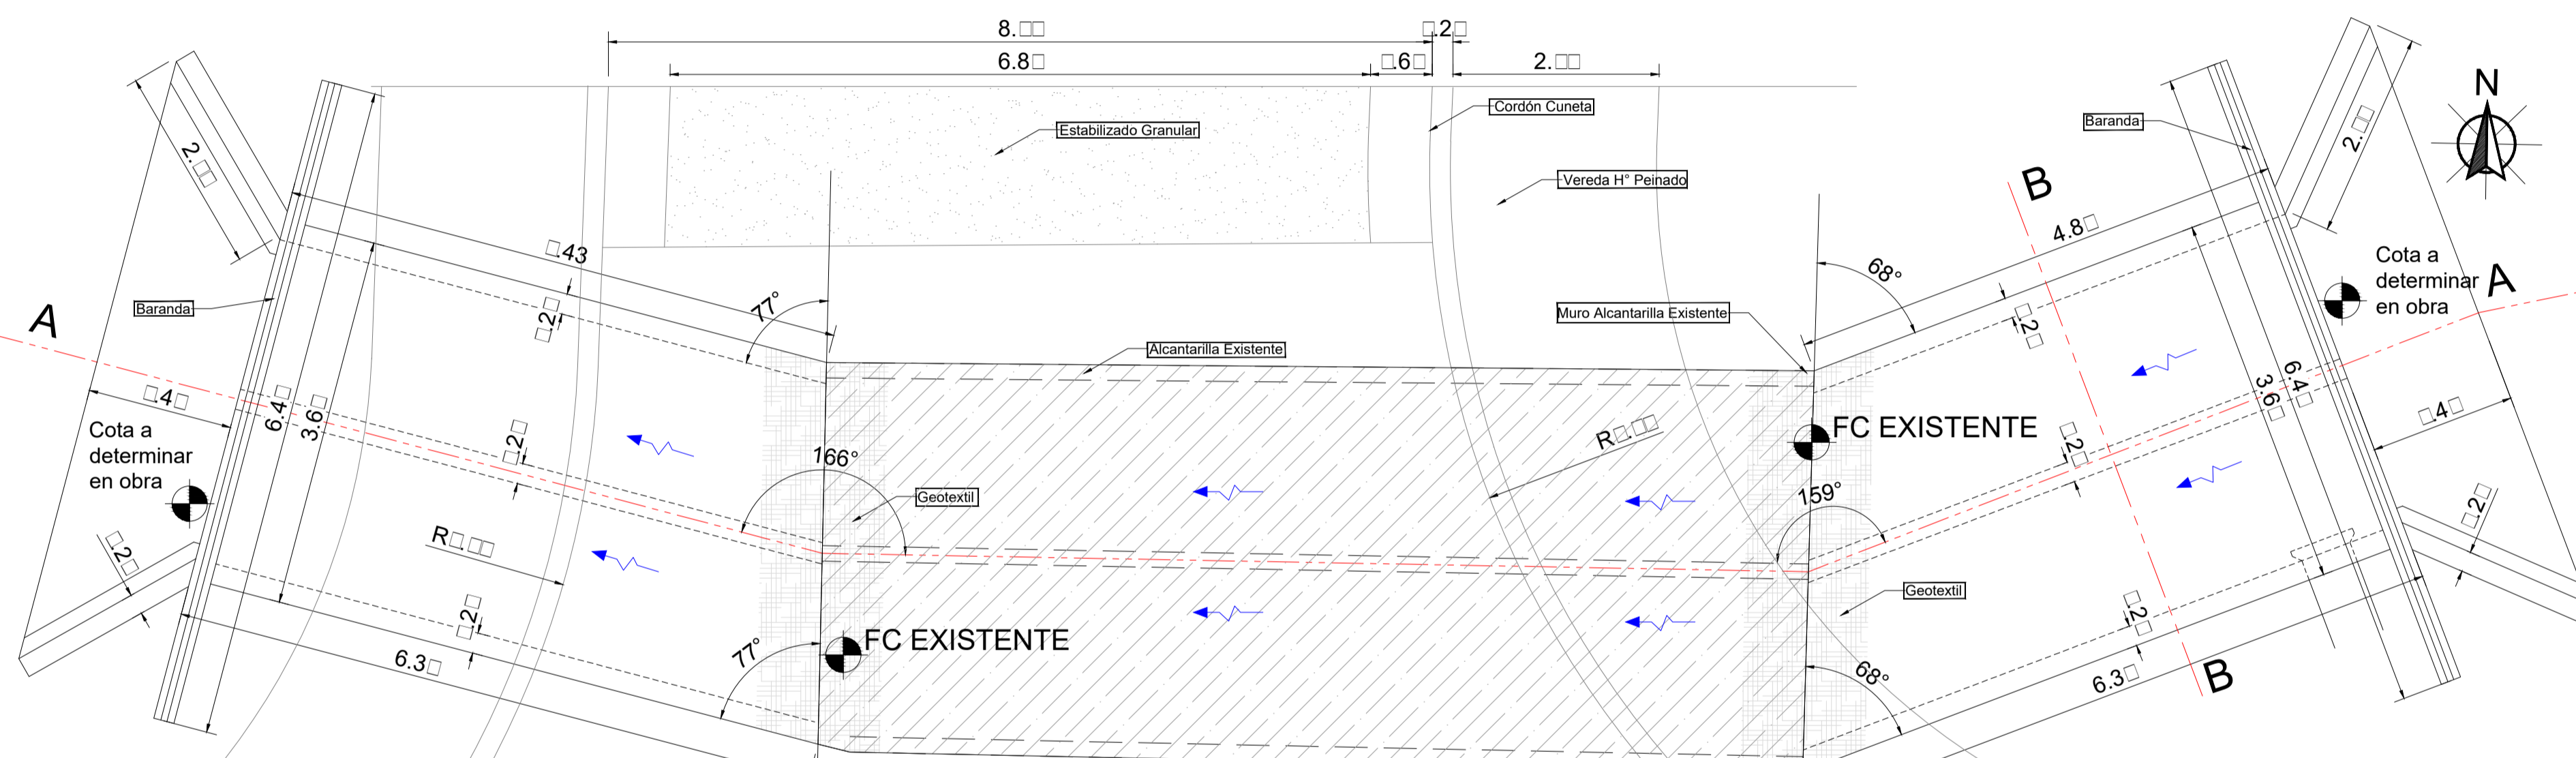 8.□□
□.2□
6.8□
□.6□
2.□□
N
Cordón Cuneta
Estabilizado Granular
Baranda
2.□□
2.□□
Vereda H° Peinado
B
4.8□
□.43
Cota a
determinar
en obra
A
68°
77°
Baranda
□.2□
□.2□
Muro Alcantarilla Existente
A
Alcantarilla Existente
□.4□
6.4□
3.6□
6.4□
3.6□
□.4□
Cota a
determinar
en obra
□.2□
R□.□□
FC EXISTENTE
□.2□
166°
Geotextil
159°
□.2□
□.2□
R□.□□
Geotextil
□.2□
□.2□
FC EXISTENTE
77°
6.3□
68°
6.3□
B